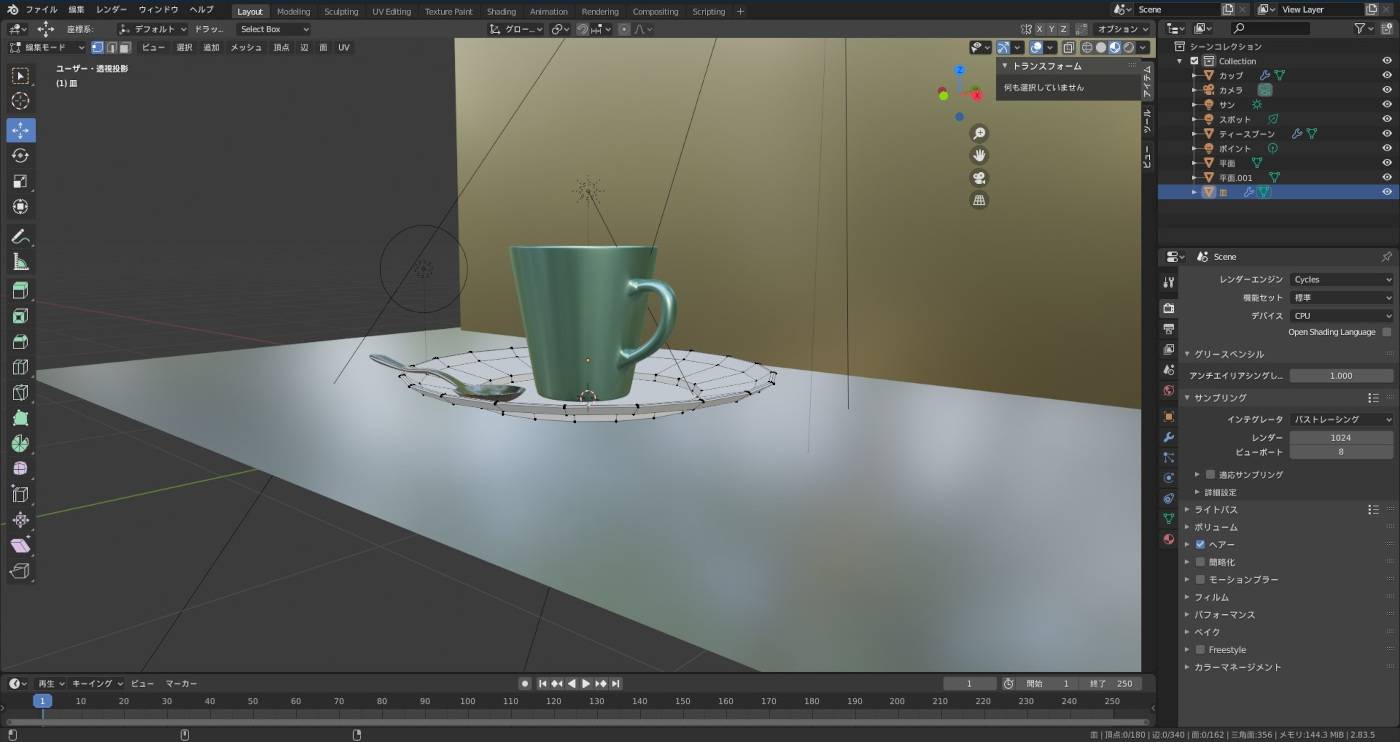 ファイル 編集 レンダー ウィンドウ ヘルプ Layout Modeling Sculpting UV Editing Texture Paint Shading Animation Rendering Compositing Scripting + Scene View Layer
座標系: デフォルト ドラッ.. Select Box グロー... X Y Z オプション
編集モード ビュー 選択 追加 メッシュ 頂点 辺 面 UV
ユーザー・透視投影
(1) 皿
Z
X
トランスフォーム
何も選択していません
アイテム
ツール
ビュー
シーンコレクション
Collection
カップ
カメラ
サン
スポット
ティースプーン
ポイント
平面
平面.001
皿
Scene
レンダーエンジン Cycles
機能セット 標準
デバイス CPU
Open Shading Language
グリースペンシル
アンチエイリアシングし... 1.000
サンプリング
インテグレータ パストレーシング
レンダー 1024
ビューポート 8
適応サンプリング
詳細設定
ライトパス
ボリューム
ヘアー
簡略化
モーションブラー
フィルム
パフォーマンス
ベイク
Freestyle
カラーマネージメント
再生 キーイング ビュー マーカー 1 開始 1 終了 250
1 10 20 30 40 50 60 70 80 90 100 110 120 130 140 150 160 170 180 190 200 210 220 230 240 250
皿 | 頂点:0/180 | 辺:0/340 | 面:0/162 | 三角面:356 | メモリ:144.3 MiB | 2.83.5